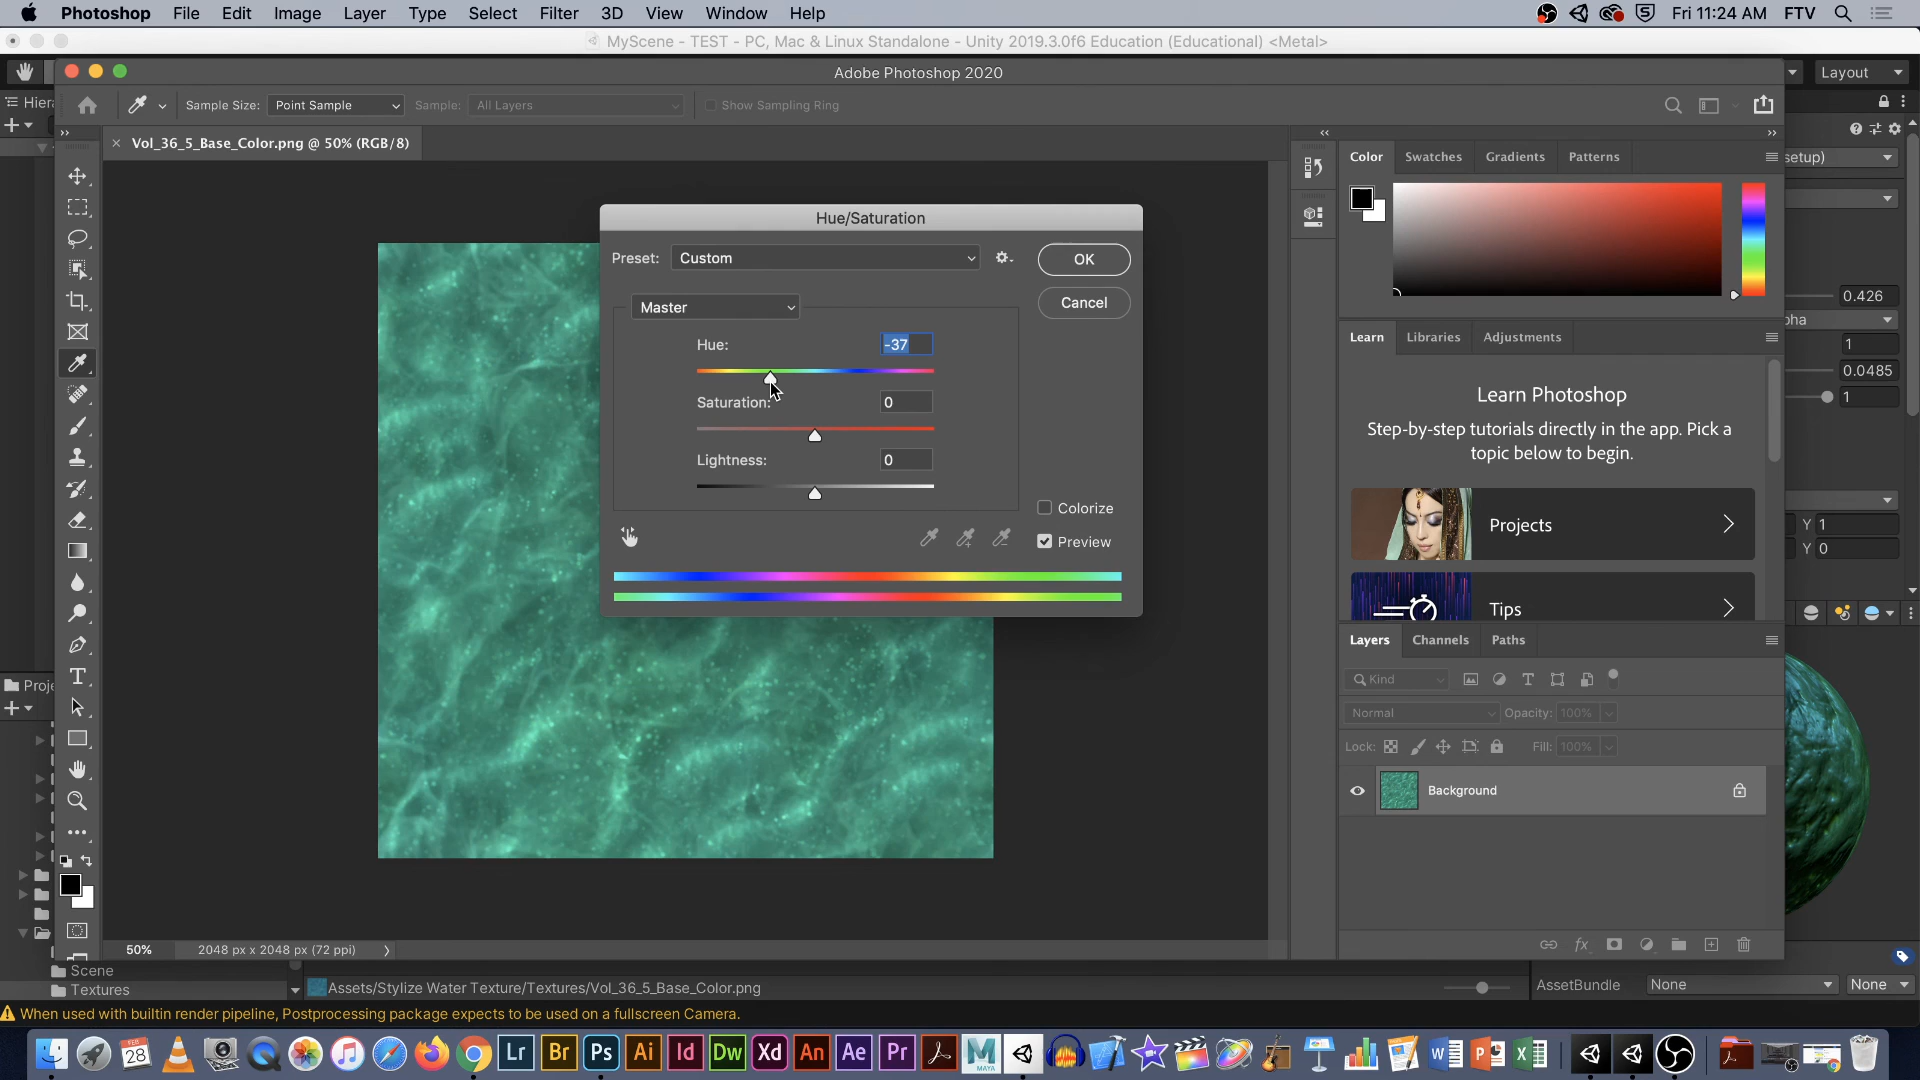 Photoshop File Edit Image Layer Type Select Filter 3D View Window Help Fri 11:24 AM FTV
MyScene - TEST - PC, Mac & Linux Standalone - Unity 2019.3.0f6 Education (Educational) <Metal>
Adobe Photoshop 2020
Layout
Sample Size: Point Sample Sample: All Layers Show Sampling Ring
Vol_36_5_Base_Color.png @ 50% (RGB/8)
Color Swatches Gradients Patterns
Hue/Saturation
Preset: Custom
OK
Master
Cancel
Hue: -37
Saturation: 0
Lightness: 0
Colorize
Preview
0.426
1
0.0485
1
Learn Libraries Adjustments
Learn Photoshop
Step-by-step tutorials directly in the app. Pick a
topic below to begin.
Projects
Tips
Y 1
Y 0
Layers Channels Paths
Kind
Normal Opacity: 100%
Lock: Fill: 100%
Background
50% 2048 px x 2048 px (72 ppi)
Scene
Textures
Assets/Stylize Water Texture/Textures/Vol_36_5_Base_Color.png
AssetBundle None None
When used with builtin render pipeline, Postprocessing package expects to be used on a fullscreen Camera.
FEB
28
Lr Br Ps Ai Id Dw Xd An Ae Pr
MAYA